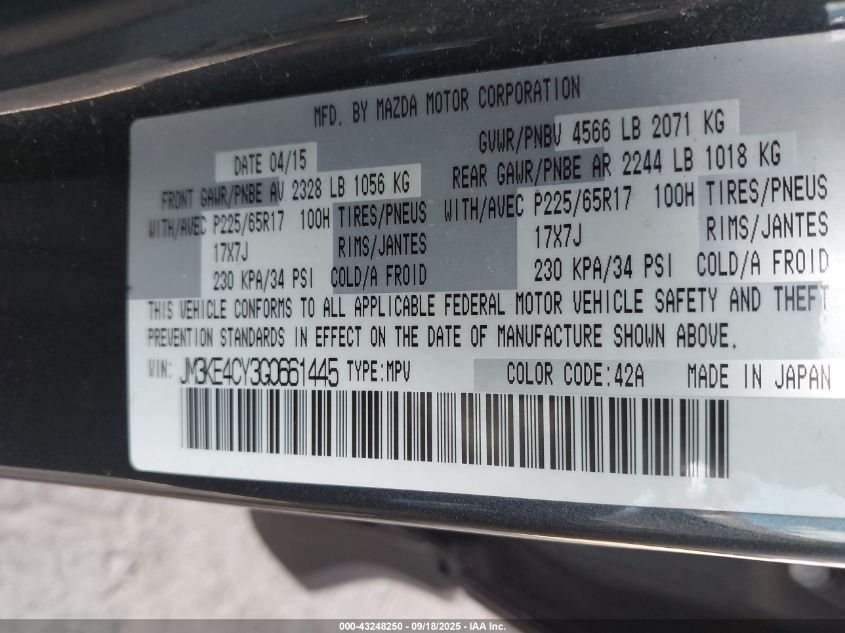 MFD. BY MAZDA MOTOR CORPORATION
DATE 04/15 GVWR/PNBV 4566 LB 2071 KG
FRONT GAWR/PNBE AV 2328 LB 1056 KG REAR GAWR/PNBE AR 2244 LB 1018 KG
WITH/AVEC P225/65R17 100H TIRES/PNEUS WITH/AVEC P225/65R17 100H TIRES/PNEUS
17X7J RIMS/JANTES 17X7J RIMS/JANTES
230 KPA/34 PSI COLD/A FROID 230 KPA/34 PSI COLD/A FROID
THIS VEHICLE CONFORMS TO ALL APPLICABLE FEDERAL MOTOR VEHICLE SAFETY AND THEFT
PREVENTION STANDARDS IN EFFECT ON THE DATE OF MANUFACTURE SHOWN ABOVE.
VIN: JM3KE4CY3G0661445 TYPE:MPV COLOR CODE:42A MADE IN JAPAN
000-43248250 - 09/18/2025 - IAA Inc.